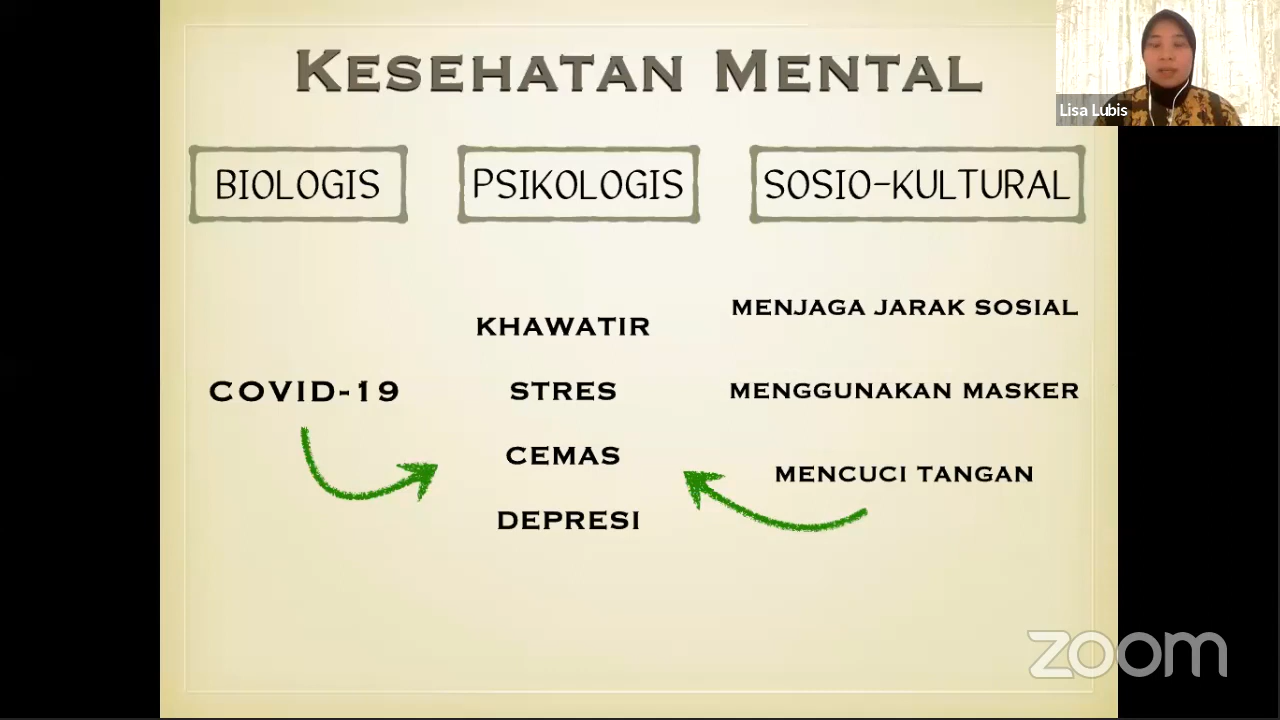 KESEHATAN MENTAL
Lisa Lubis
BIOLOGIS
PSIKOLOGIS
SOSIO-KULTURAL
COVID-19
KHAWATIR
STRES
CEMAS
DEPRESI
MENJAGA JARAK SOSIAL
MENGGUNAKAN MASKER
MENCUCI TANGAN
zoom